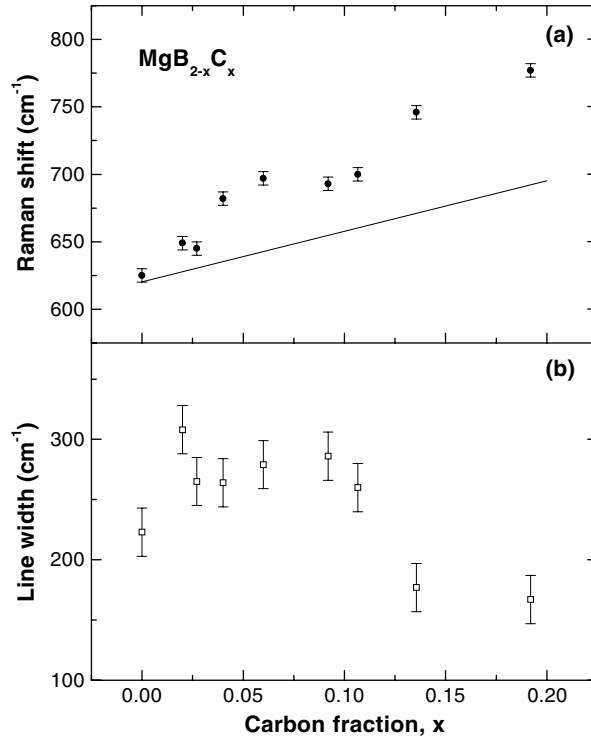 (a)
MgB2-xCx
Raman shift (cm-1)
800
750
700
650
600
(b)
Line width (cm-1)
300
200
100
0.00 0.05 0.10 0.15 0.20
Carbon fraction, x